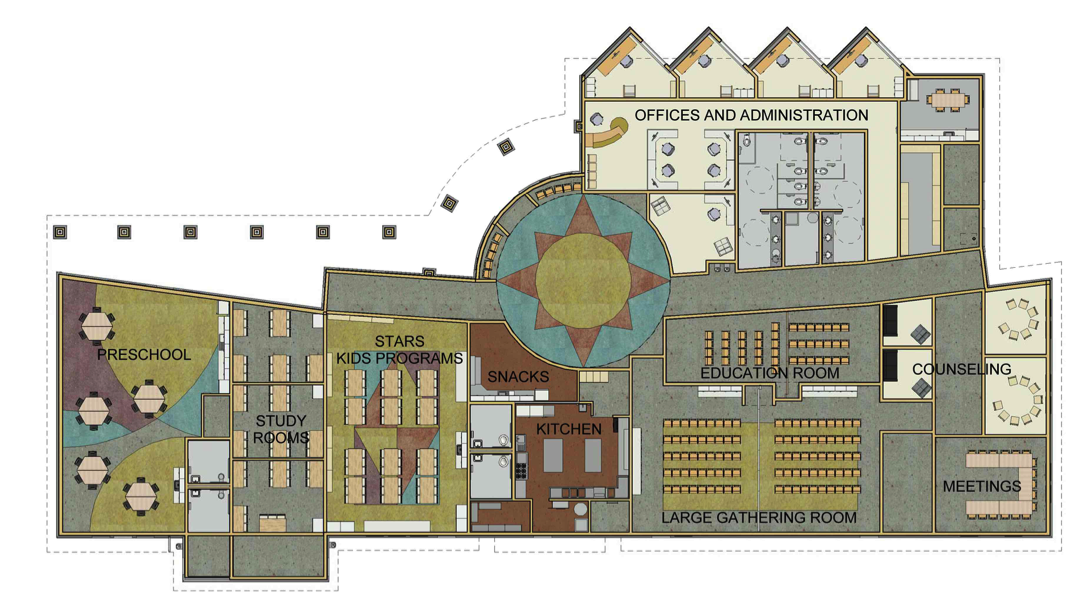 OFFICES AND ADMINISTRATION
STARS
KIDS PROGRAMS
PRESCHOOL
SNACKS
EDUCATION ROOM
COUNSELING
STUDY
ROOMS
KITCHEN
MEETINGS
LARGE GATHERING ROOM